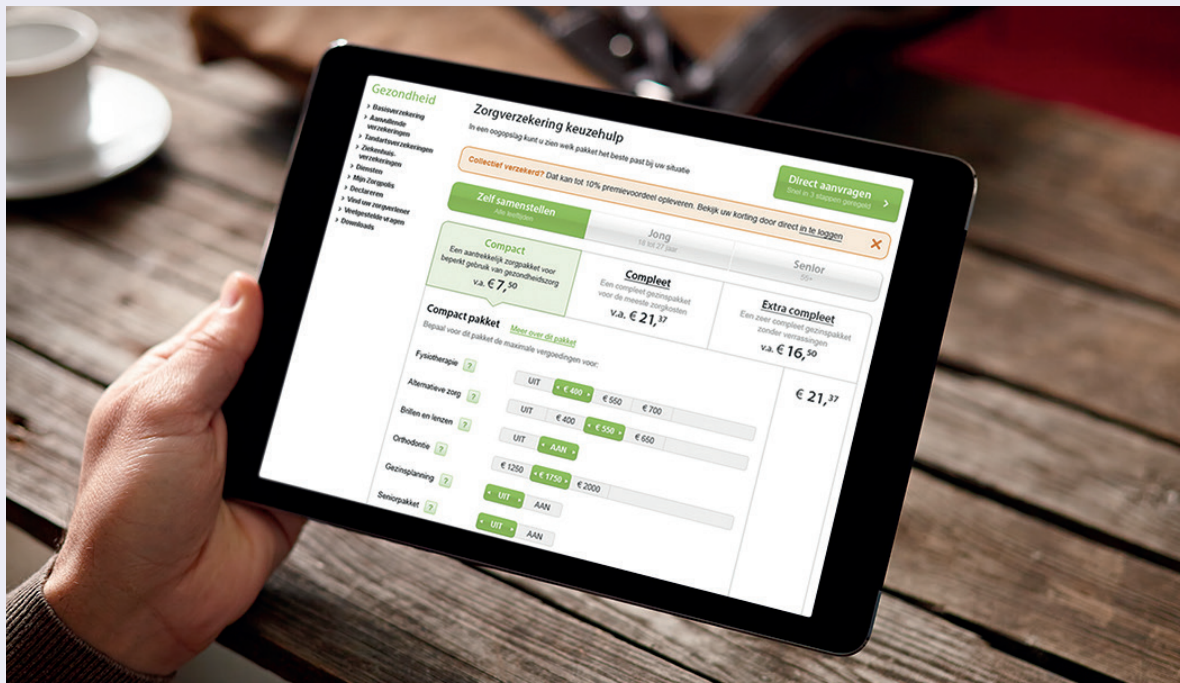 Gezondheid
> Basisverzekering
> Aanvullende
verzekeringen
> Tandartsverzekeringen
> Ziekenhuis-
verzekeringen
> Diensten
> Mijn Zorgpolis
> Declareren
> Vind uw zorgverlener
> Veelgestelde vragen
> Downloads
Zorgverzekering keuzehulp
In een oogopslag kunt u zien welk pakket het beste past bij uw situatie
Direct aanvragen
Snel in 3 stappen geregeld
Collectief verzekerd? Dat kan tot 10% premievoordeel opleveren. Bekijk uw korting door direct in te loggen
Zelf samenstellen
Alle leeftijden
Jong
18 tot 27 jaar
Senior
55+
Compact
Een aantrekkelijk zorgpakket voor
beperkt gebruik van gezondheidszorg
v.a. € 7,50
Compleet
Een compleet gezinspakket
voor de meeste zorgkosten
v.a. € 21,37
Extra compleet
Een zeer compleet gezinspakket
zonder verrassingen
v.a. € 16,50
Compact pakket Meer over dit pakket
Bepaal voor dit pakket de maximale vergoedingen voor:
€ 21,37
Fysiotherapie ? UIT € 400 € 550 € 700
Alternatieve zorg ? UIT € 400 € 550 € 650
Brillen en lenzen ? UIT AAN
Orthodontie ? € 1250 € 1750 € 2000
Gezinsplanning ? UIT AAN
Seniorpakket ? UIT AAN